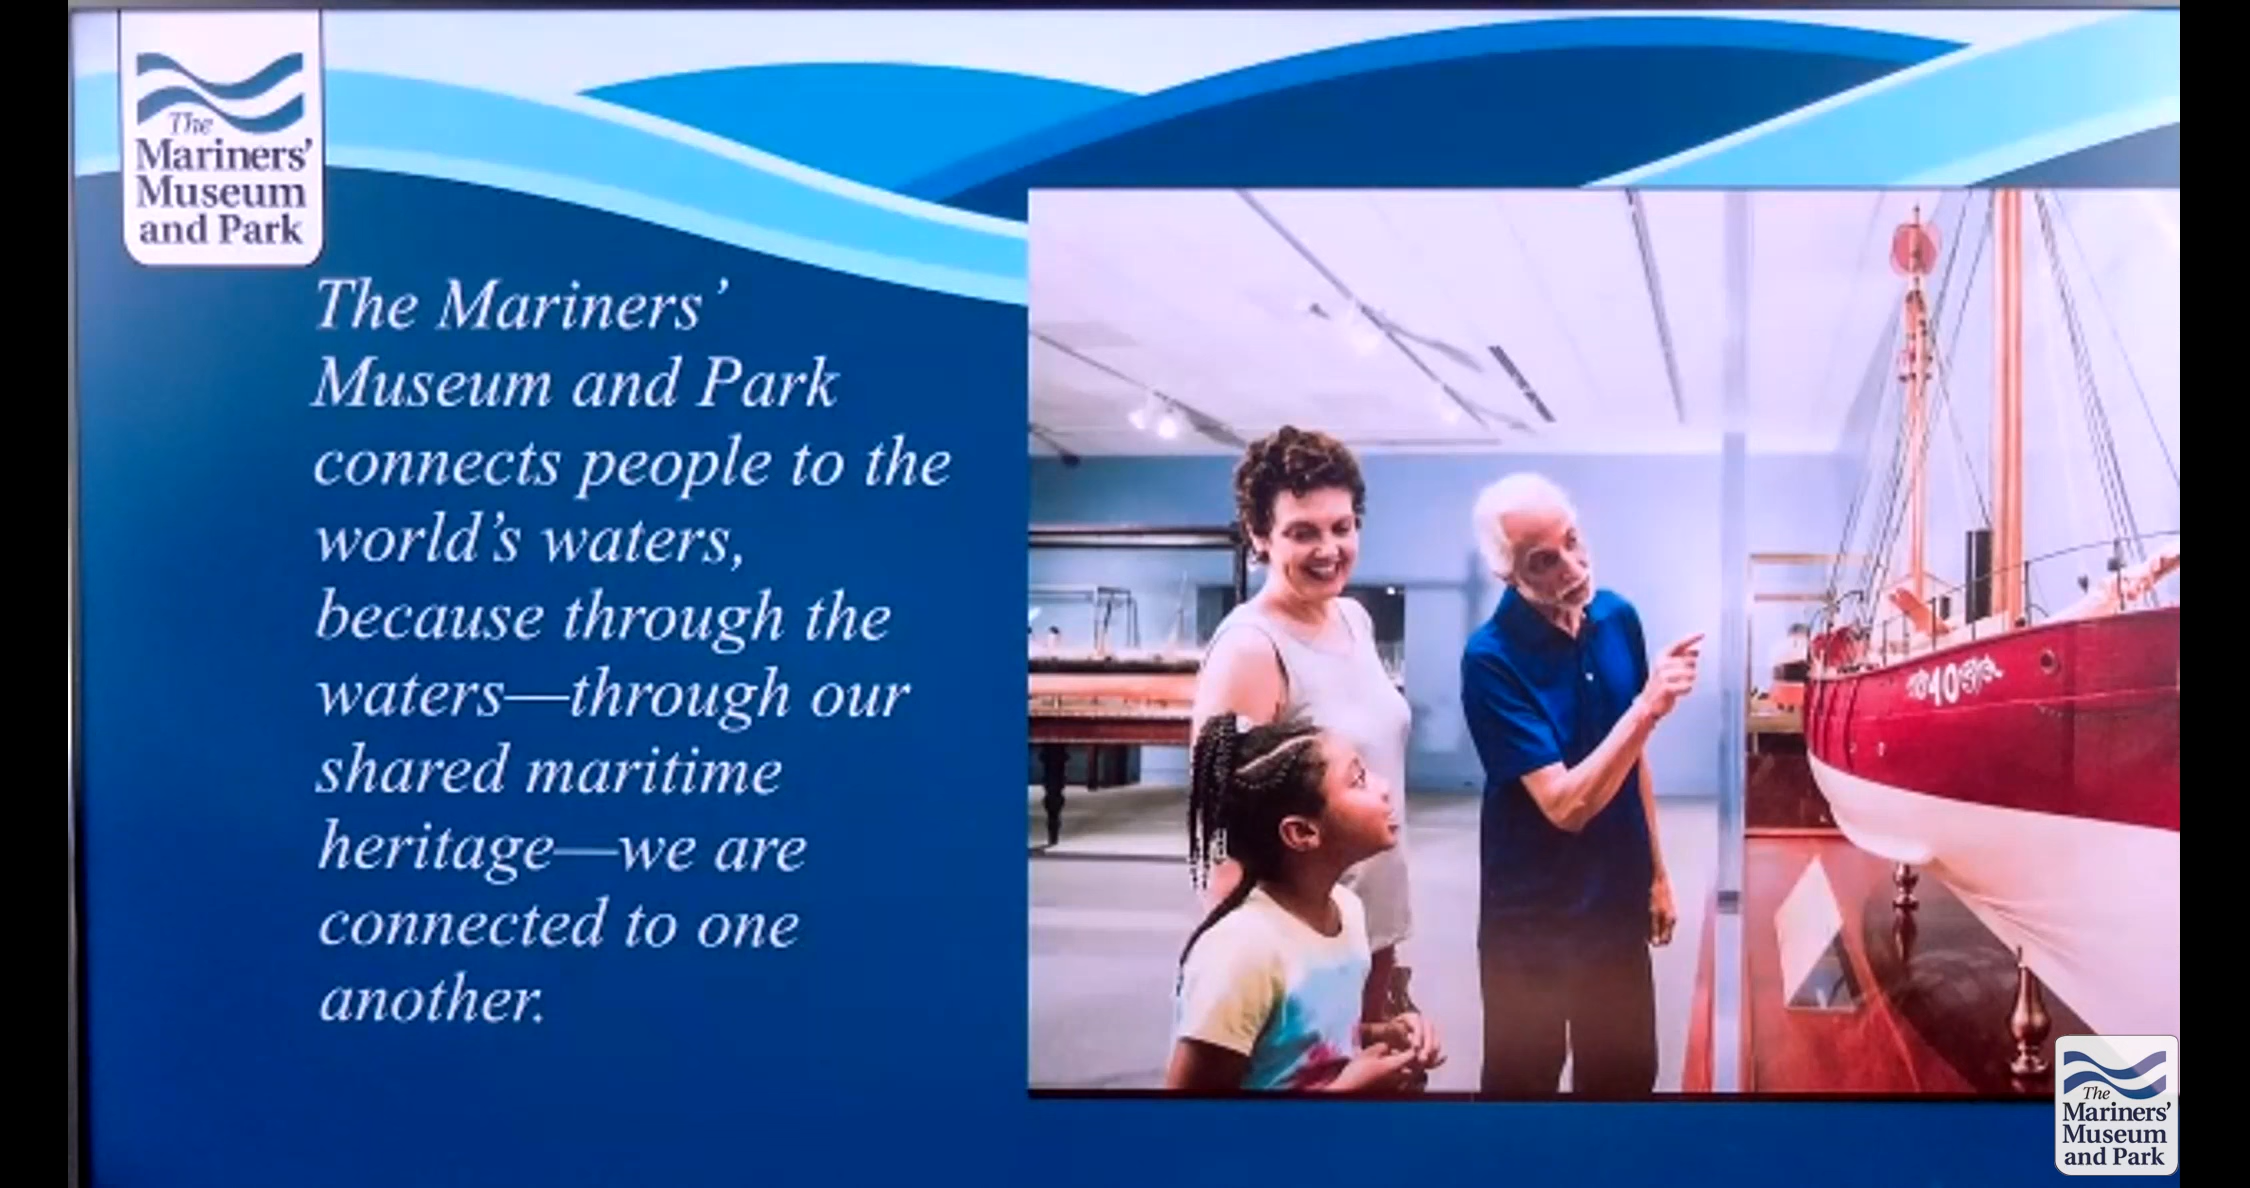 The
Mariners'
Museum
and Park
The Mariners’
Museum and Park
connects people to the
world’s waters,
because through the
waters—through our
shared maritime
heritage—we are
connected to one
another.
40
The
Mariners'
Museum
and Park